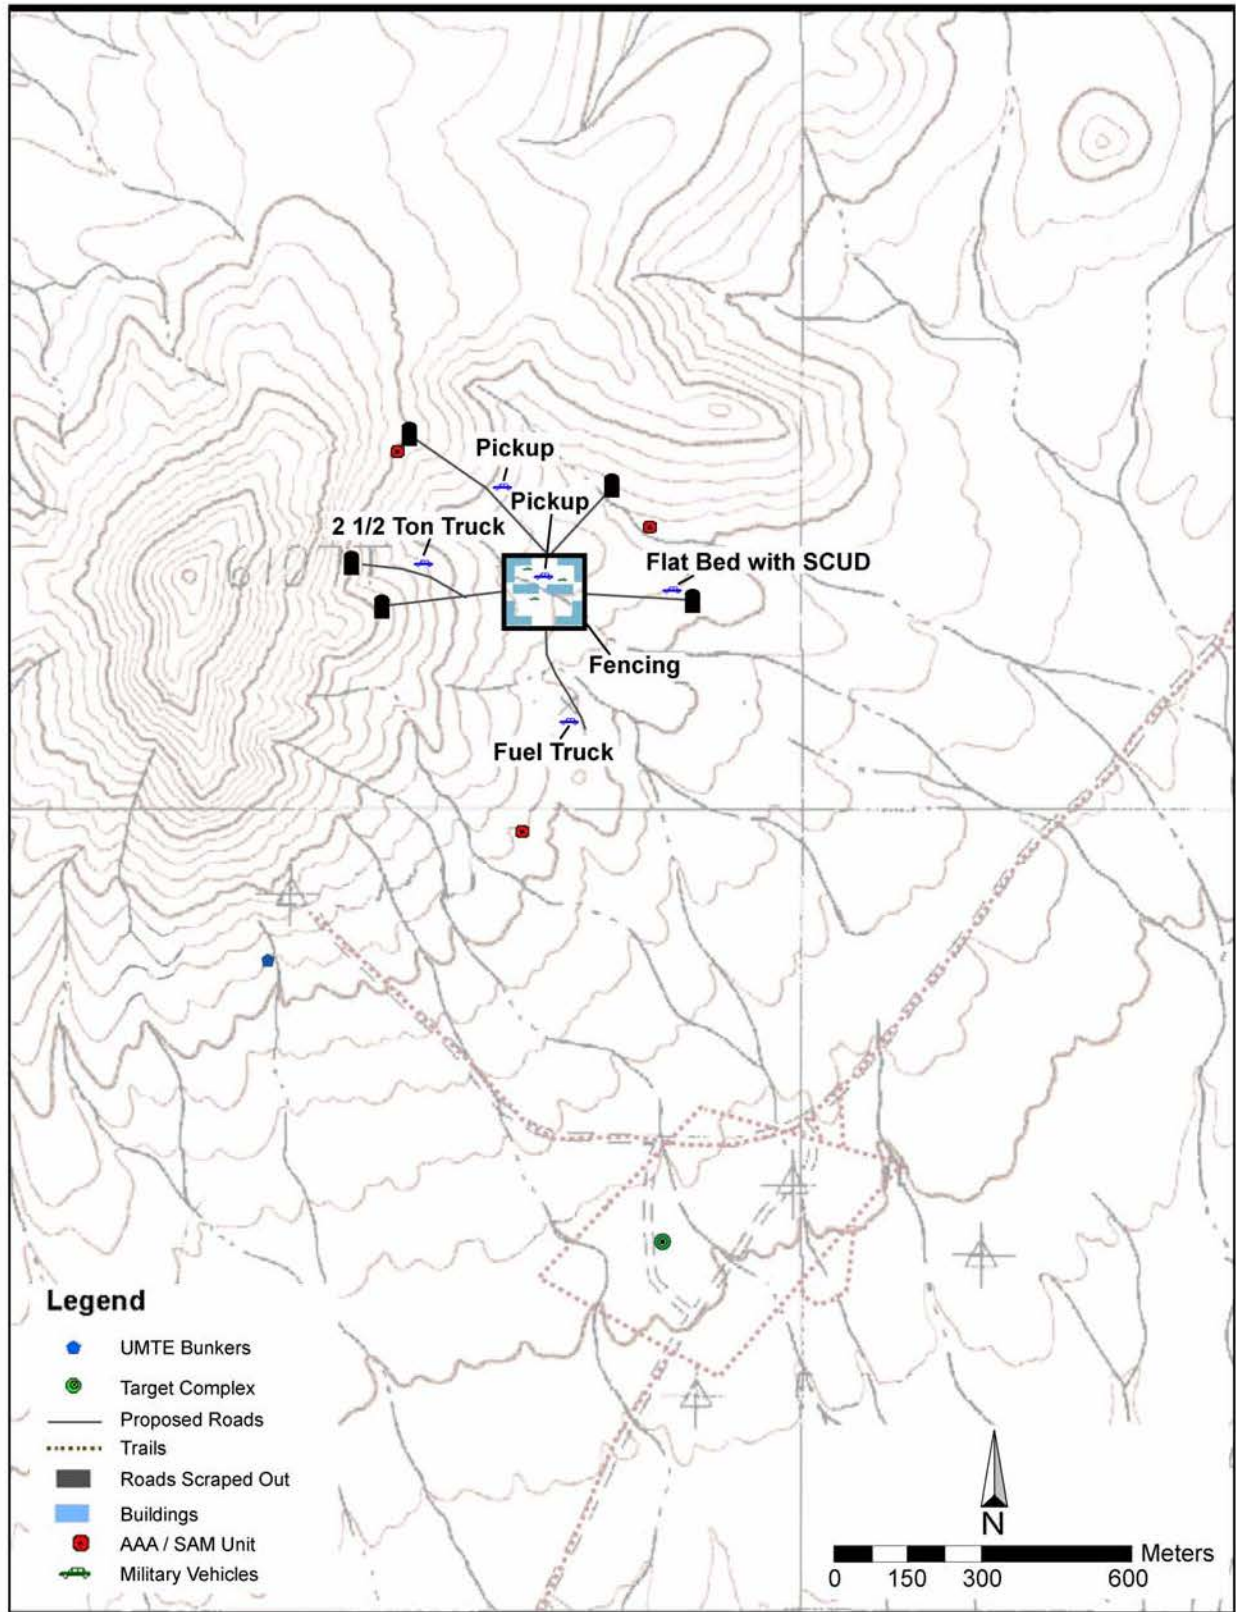 Pickup
Pickup
2 1/2 Ton Truck
Flat Bed with SCUD
Fencing
Fuel Truck
Legend
UMTE Bunkers
Target Complex
Proposed Roads
Trails
Roads Scraped Out
Buildings
AAA / SAM Unit
Military Vehicles
N
Meters
0 150 300 600